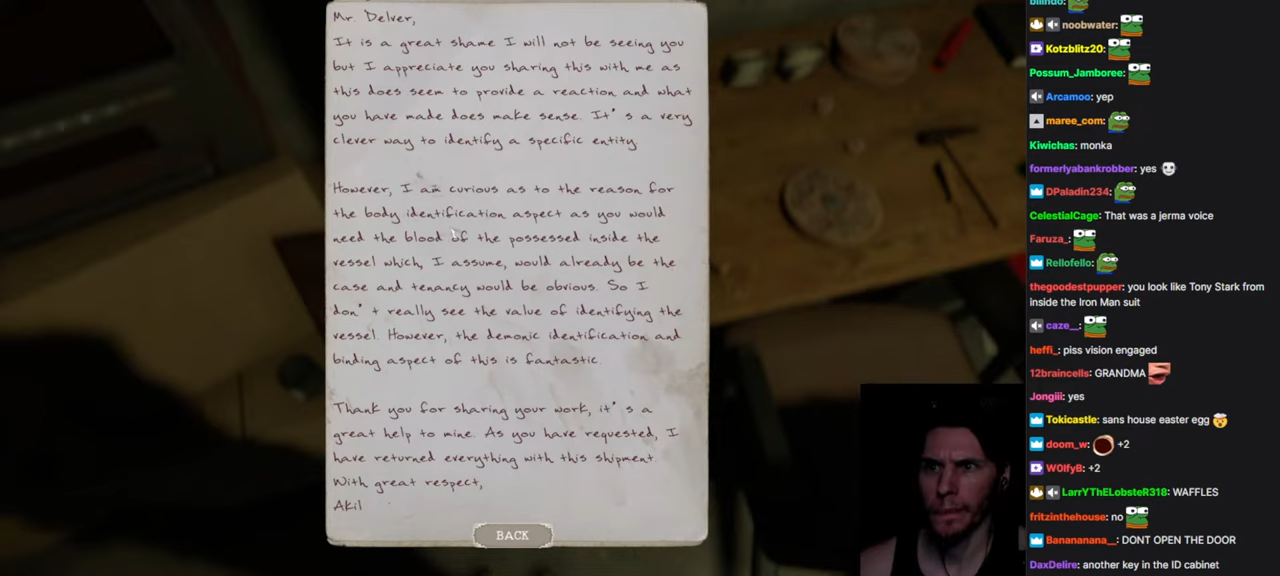 Mr. Delver,
It is a great shame I will not be seeing you
but I appreciate you sharing this with me as
this does seem to provide a reaction and what
you have made does make sense. It's a very
clever way to identify a specific entity.
However, I am curious as to the reason for
the body identification aspect as you would
need the blood of the possessed inside the
vessel which, I assume, would already be the
case and tenancy would be obvious. So I
don't really see the value of identifying the
vessel. However, the demonic identification and
binding aspect of this is fantastic.
Thank you for sharing your work, it's a
great help to mine. As you have requested, I
have returned everything with this shipment.
With great respect,
Akil
BACK
bilindo:
noobwater:
Kotzblitz20:
Possum_Jamboree:
Arcamoo: yep
maree_com:
Kiwichas: monka
formerlyabankrobber: yes
DPaladin234:
CelestialCage: That was a jerma voice
Faruza_:
Rellofello:
thegoodestpupper: you look like Tony Stark from
inside the Iron Man suit
caze__:
heffi_: piss vision engaged
12braincells: GRANDMA
Jongiii: yes
Tokicastle: sans house easter egg
doom_w: +2
W0lfyB: +2
LarrYThELobsteR318: WAFFLES
fritzinthehouse: no
Banananana__: DONT OPEN THE DOOR
DaxDelire: another key in the ID cabinet